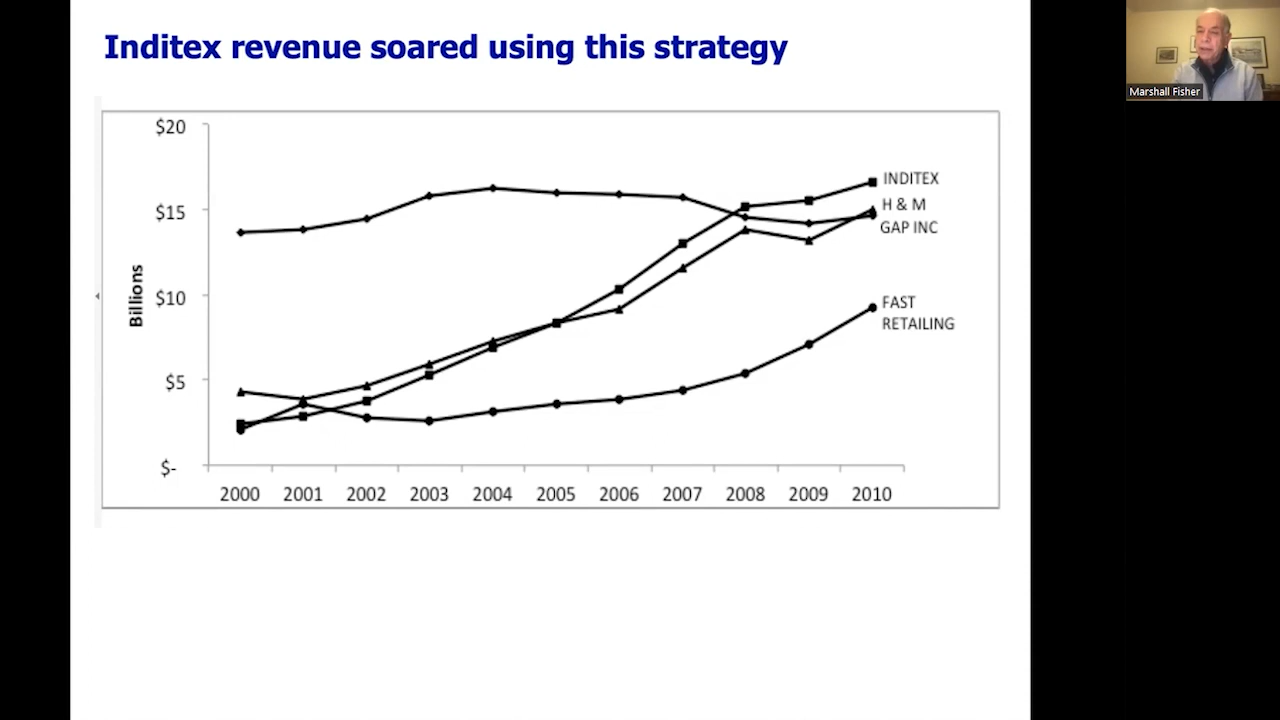 Inditex revenue soared using this strategy
Marshall Fisher
$20
$15
$10
$5
$-
Billions
INDITEX
H & M
GAP INC
FAST
RETAILING
2000 2001 2002 2003 2004 2005 2006 2007 2008 2009 2010